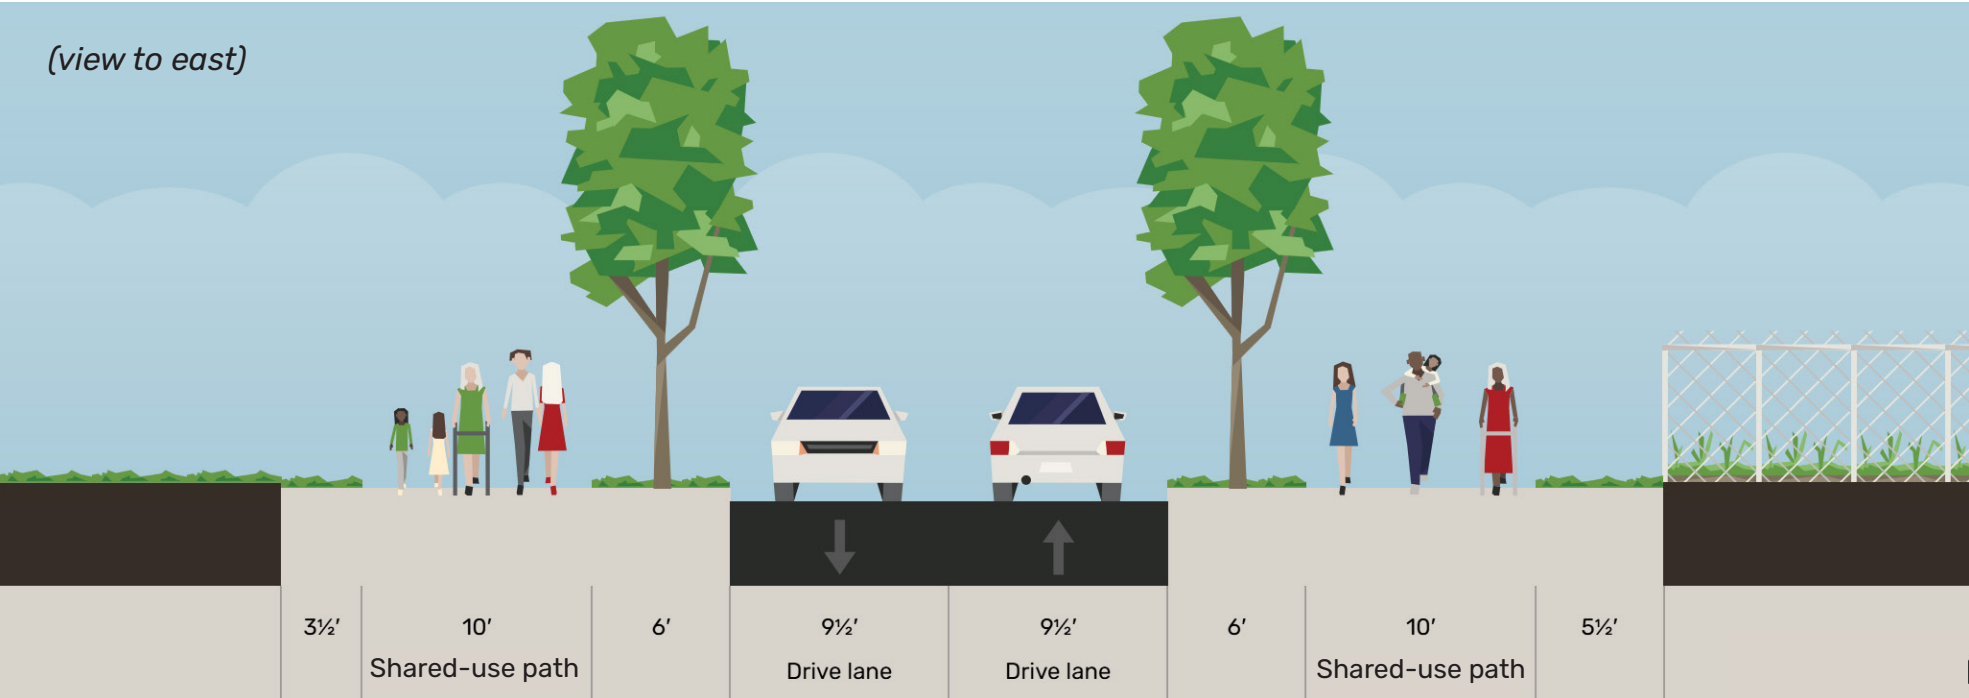 (view to east)
3½′ 10′ 6′ 9½′ 9½′ 6′ 10′ 5½′
Shared-use path Drive lane Drive lane Shared-use path